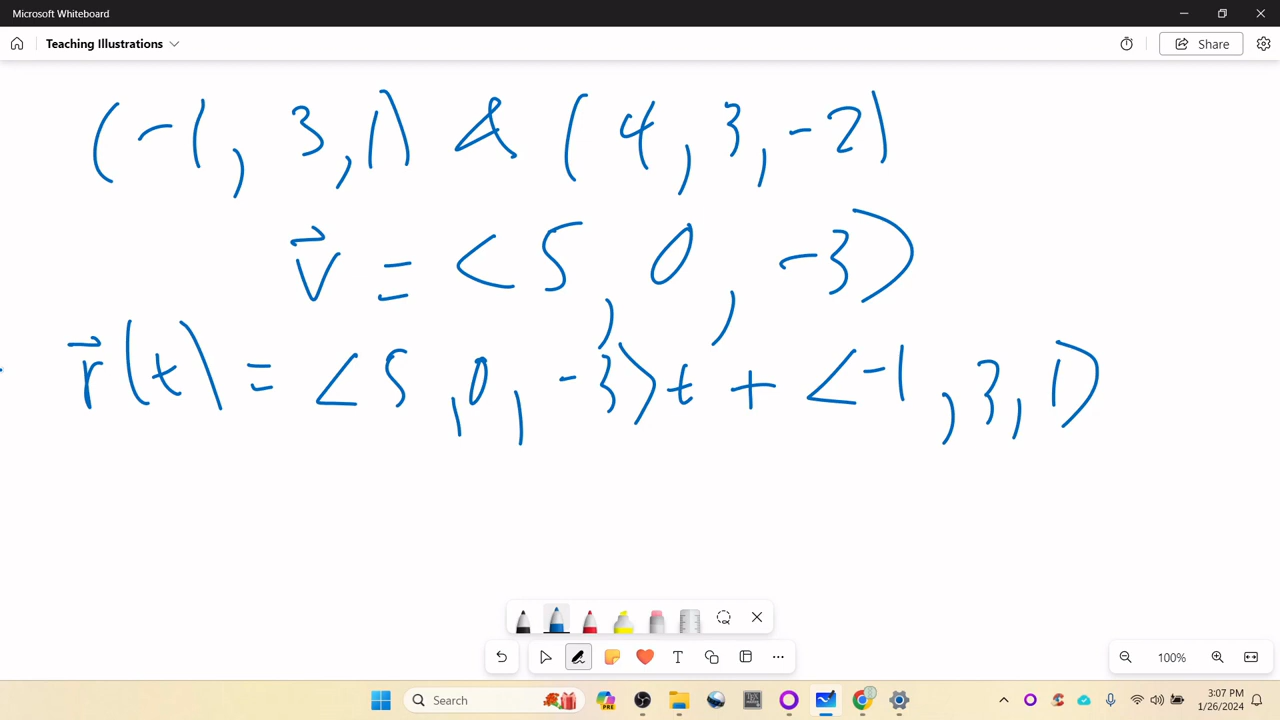 Microsoft Whiteboard
Teaching Illustrations
Share
(-1, 3, 1) & (4, 3, -2)
v⃗ = <5, 0, -3>
r⃗(t) = <5, 0, -3>t + <-1, 3, 1>
T
100%
Search
PRE
3:07 PM
1/26/2024